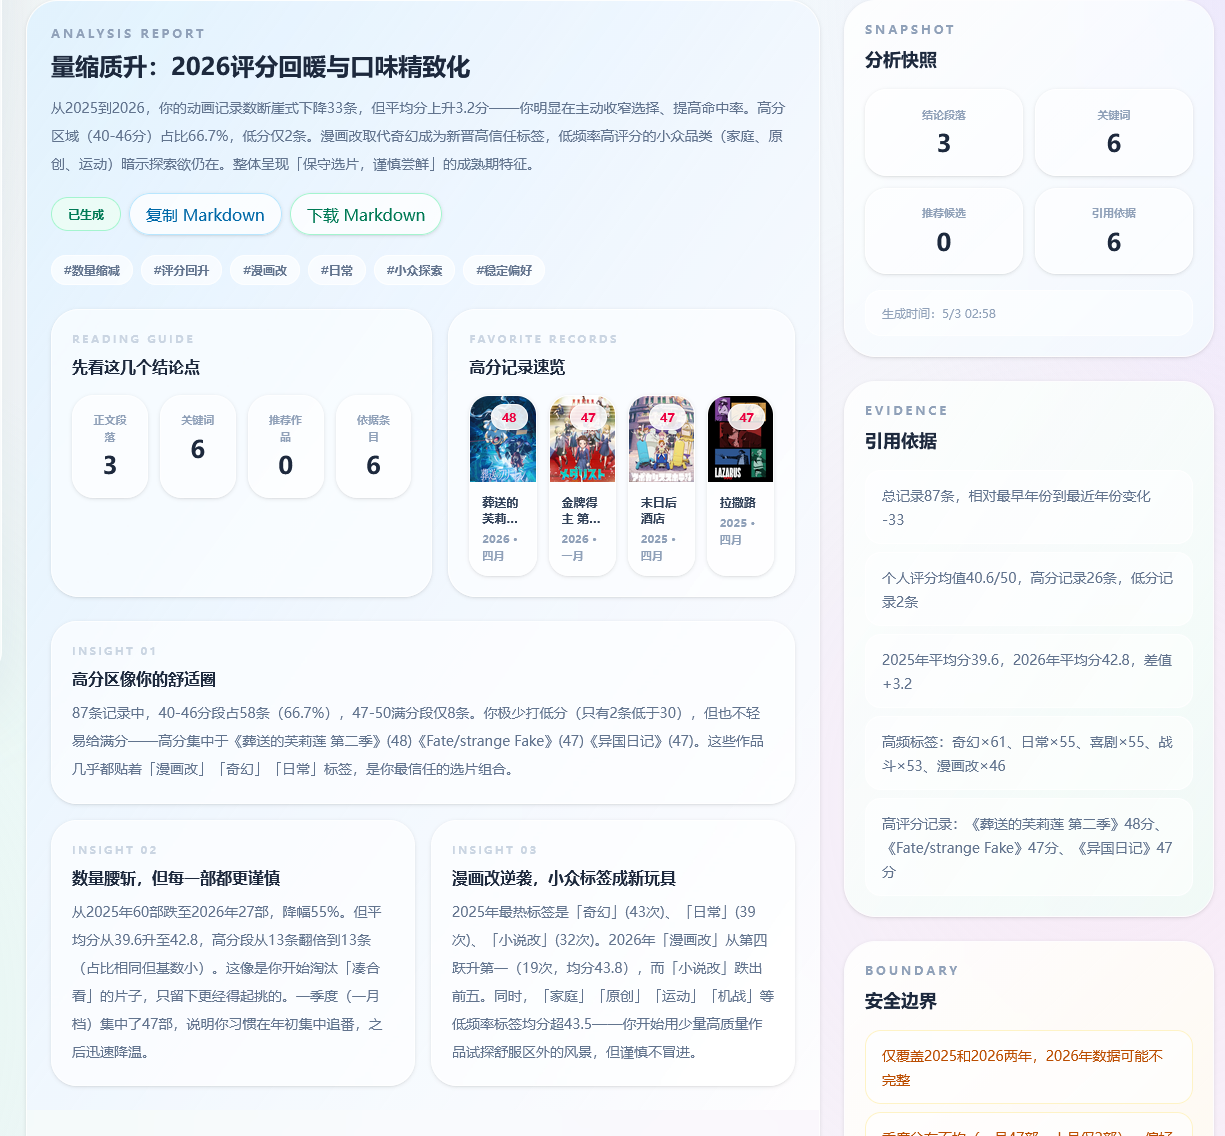 ANALYSIS REPORT
量缩质升：2026评分回暖与口味精致化
从2025到2026，你的动画记录数断崖式下降33条，但平均分上升3.2分——你明显在主动收窄选择、提高命中率。高分
区域（40-46分）占比66.7%，低分仅2条。漫画改取代奇幻成为新晋高信任标签，低频率高评分的小众品类（家庭、原
创、运动）暗示探索欲仍在。整体呈现「保守选片，谨慎尝鲜」的成熟期特征。
已生成
复制 Markdown
下载 Markdown
#数量缩减
#评分回升
#漫画改
#日常
#小众探索
#稳定偏好
READING GUIDE
先看这几个结论点
正文段
落
3
关键词
6
推荐作
品
0
依据条
目
6
FAVORITE RECORDS
高分记录速览
48
葬送的
芙莉...
2026 •
四月
47
メダリスト
金牌得
主 第...
2026 •
一月
47
末日后
酒店
2025 •
四月
47
LAZARUS
拉撒路
2025 •
四月
INSIGHT 01
高分区像你的舒适圈
87条记录中，40-46分段占58条（66.7%），47-50满分段仅8条。你极少打低分（只有2条低于30），但也不轻
易给满分——高分集中于《葬送的芙莉莲 第二季》(48)《Fate/strange Fake》(47)《异国日记》(47)。这些作品
几乎都贴着「漫画改」「奇幻」「日常」标签，是你最信任的选片组合。
INSIGHT 02
数量腰斩，但每一部都更谨慎
从2025年60部跌至2026年27部，降幅55%。但平
均分从39.6升至42.8，高分段从13条翻倍到13条
（占比相同但基数小）。这像是你开始淘汰「凑合
看」的片子，只留下更经得起挑的。一季度（一月
档）集中了47部，说明你习惯在年初集中追番，之
后迅速降温。
INSIGHT 03
漫画改逆袭，小众标签成新玩具
2025年最热标签是「奇幻」(43次)、「日常」(39
次)、「小说改」(32次)。2026年「漫画改」从第四
跃升第一（19次，均分43.8），而「小说改」跌出
前五。同时，「家庭」「原创」「运动」「机战」等
低频率标签均分超43.5——你开始用少量高质量作
品试探舒服区外的风景，但谨慎不冒进。
SNAPSHOT
分析快照
结论段落
3
关键词
6
推荐候选
0
引用依据
6
生成时间：5/3 02:58
EVIDENCE
引用依据
总记录87条，相对最早年份到最近年份变化
-33
个人评分均值40.6/50，高分记录26条，低分记
录2条
2025年平均分39.6，2026年平均分42.8，差值
+3.2
高频标签：奇幻×61、日常×55、喜剧×55、战
斗×53、漫画改×46
高评分记录：《葬送的芙莉莲 第二季》48分、
《Fate/strange Fake》47分、《异国日记》47
分
BOUNDARY
安全边界
仅覆盖2025和2026两年，2026年数据可能不
完整